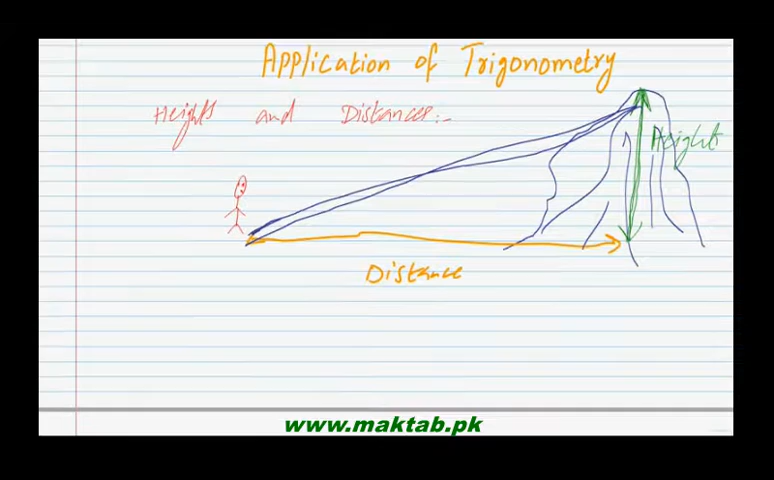 Application of Trigonometry
Heights and Distances:-
Height
Distance
www.maktab.pk